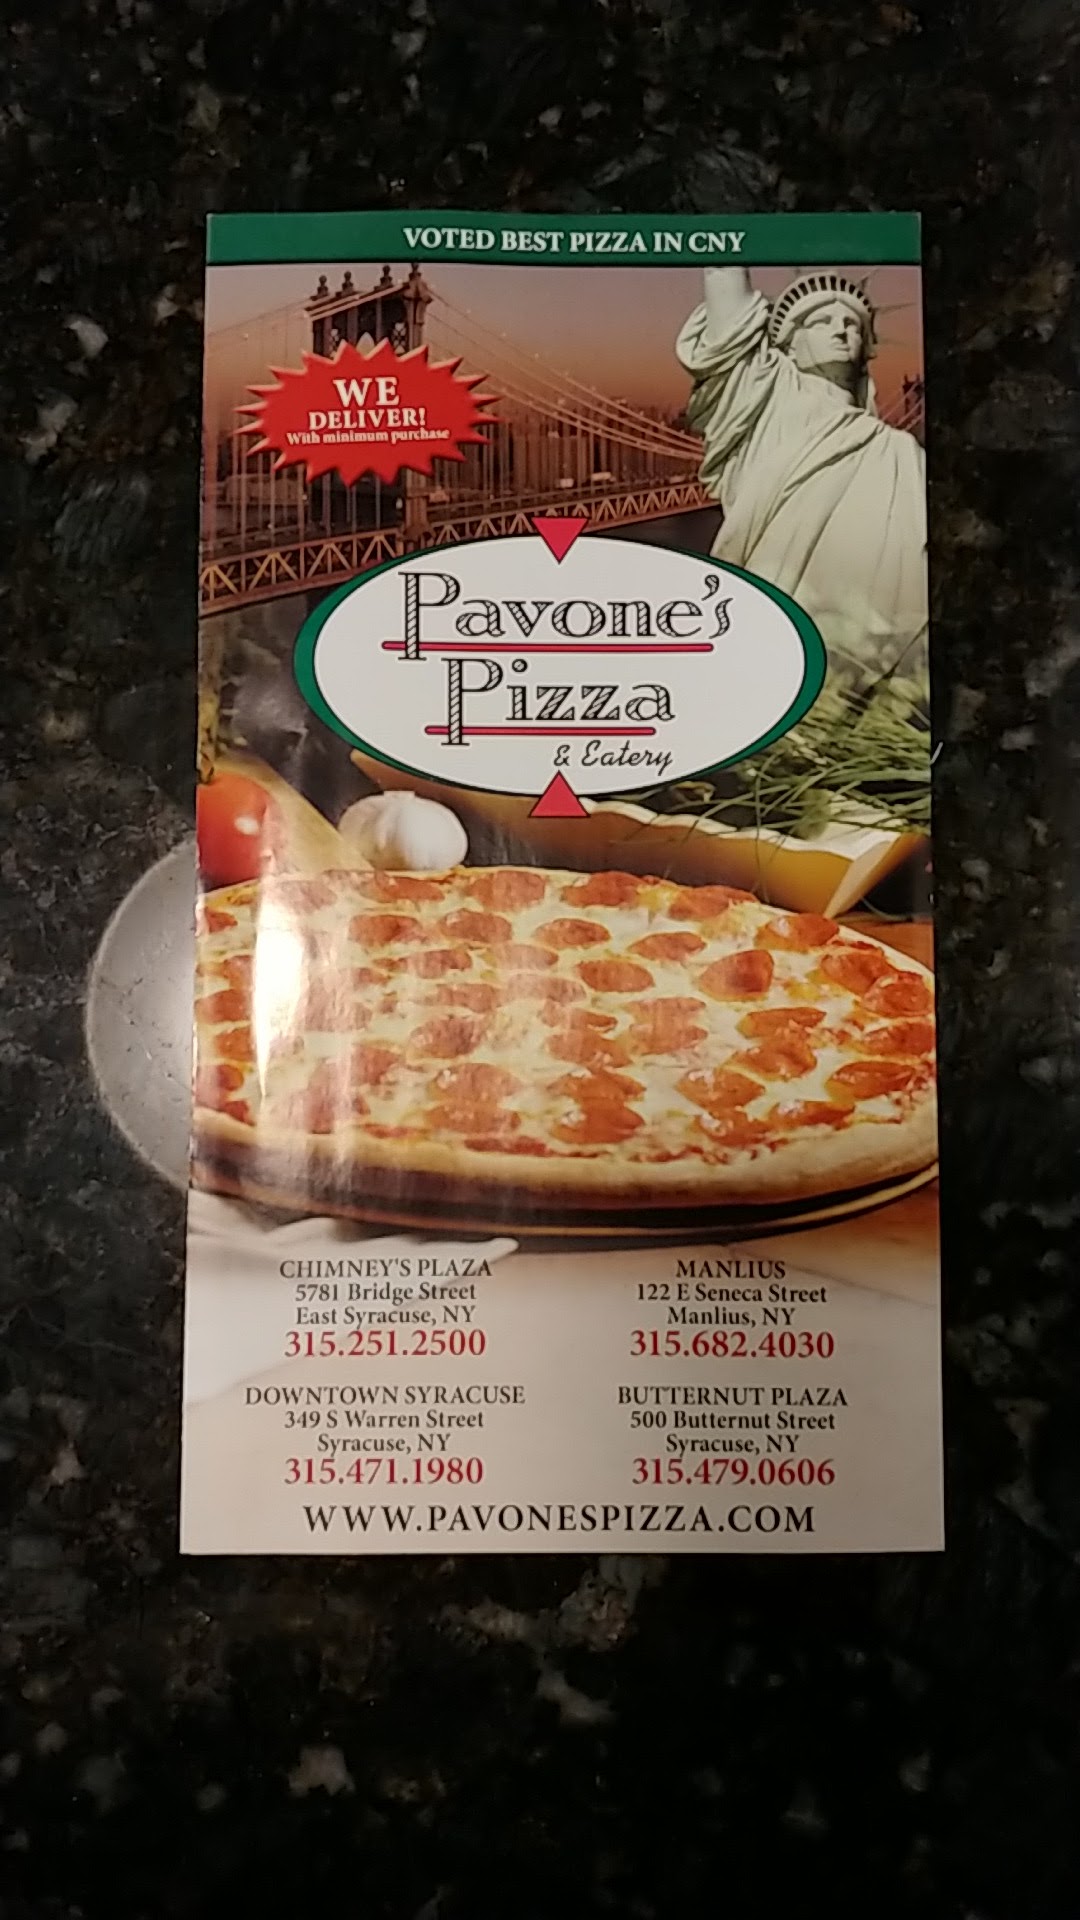 VOTED BEST PIZZA IN CNY
WE
DELIVER!
With minimum purchase
Pavone's
Pizza
& Eatery
CHIMNEY'S PLAZA
5781 Bridge Street
East Syracuse, NY
315.251.2500
MANLIUS
122 E Seneca Street
Manlius, NY
315.682.4030
DOWNTOWN SYRACUSE
349 S Warren Street
Syracuse, NY
315.471.1980
BUTTERNUT PLAZA
500 Butternut Street
Syracuse, NY
315.479.0606
WWW.PAVONESPIZZA.COM